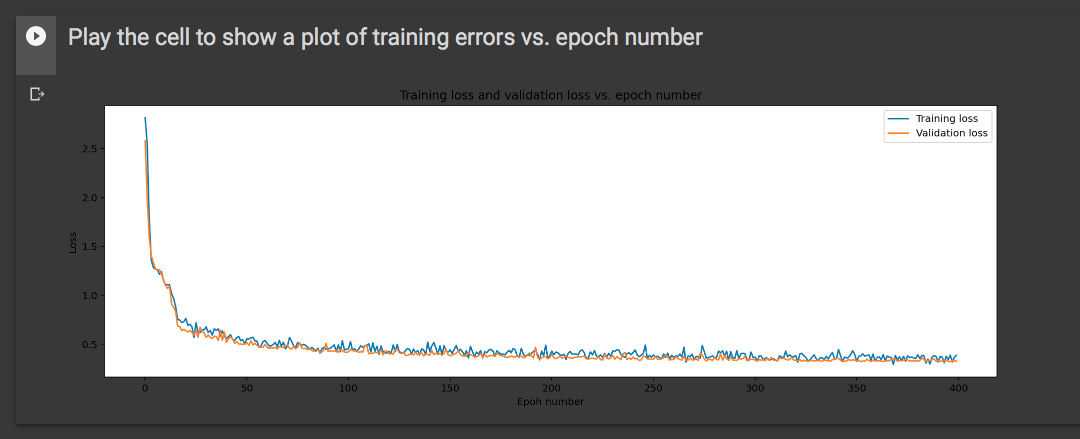 Play the cell to show a plot of training errors vs. epoch number
Training loss and validation loss vs. epoch number
Training loss
Validation loss
Loss
2.5
2.0
1.5
1.0
0.5
0 50 100 150 200 250 300 350 400
Epoh number